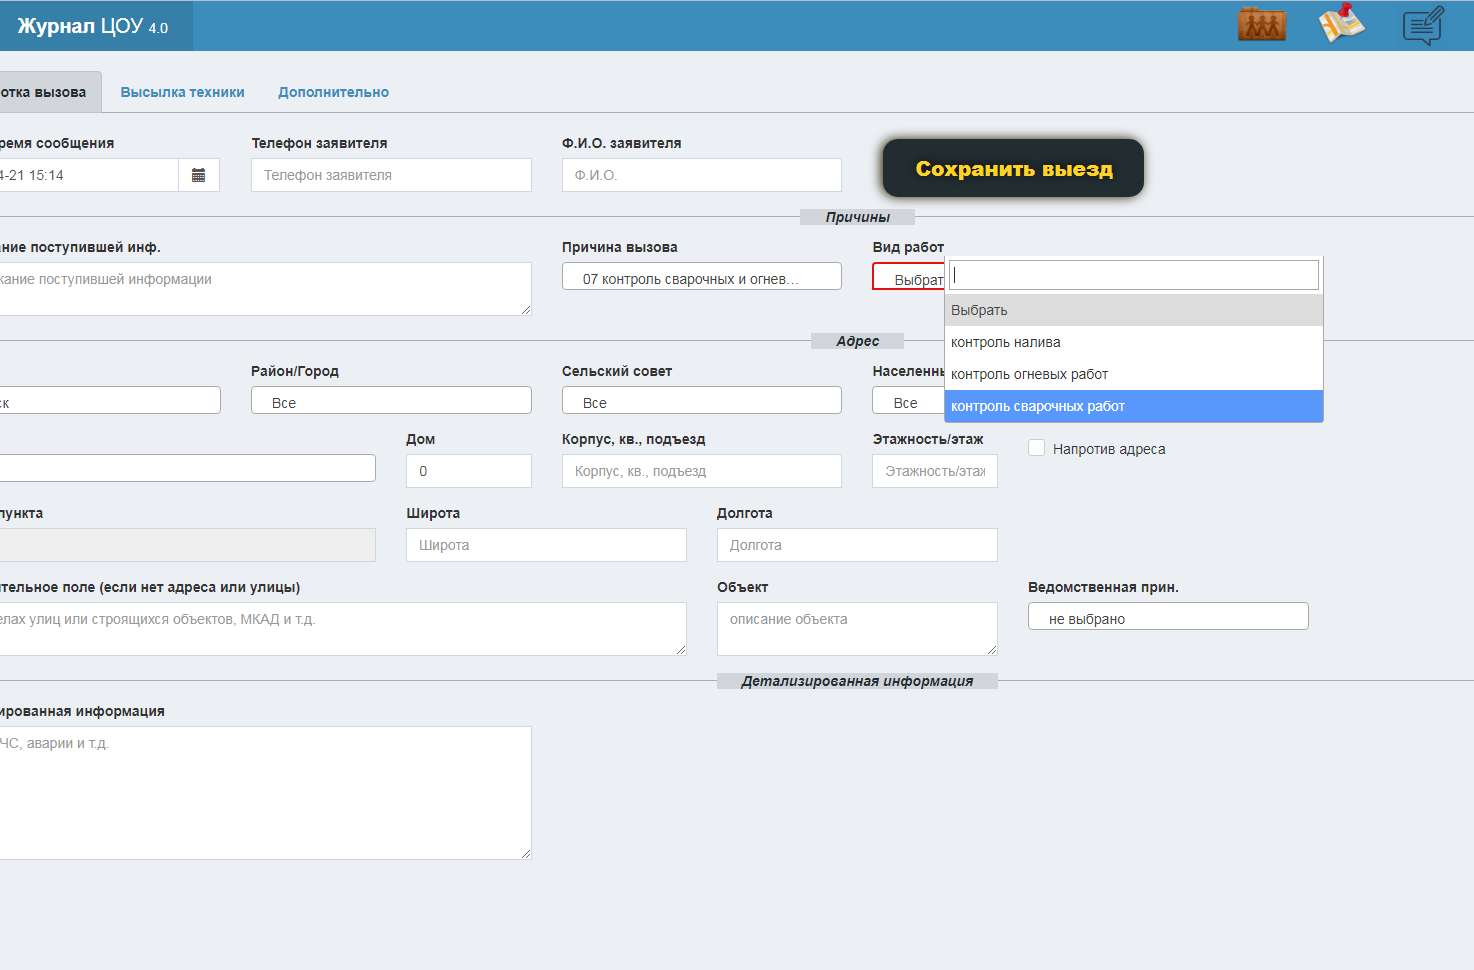 Журнал ЦОУ 4.0
отка вызова Высылка техники Дополнительно
ремя сообщения Телефон заявителя Ф.И.О. заявителя
4-21 15:14 Телефон заявителя Ф.И.О. Сохранить выезд
Причины
ние поступившей инф. Причина вызова Вид работ
жание поступившей информации 07 контроль сварочных и огнев… Выбрат
Выбрать
контроль налива
контроль огневых работ
контроль сварочных работ
Адрес
Район/Город Сельский совет Населенны
ск Все Все Все
Дом Корпус, кв., подъезд Этажность/этаж
0 Корпус, кв., подъезд Этажность/этаж Напротив адреса
пункта Широта Долгота
Широта Долгота
тельное поле (если нет адреса или улицы) Объект Ведомственная прин.
елах улиц или строящихся объектов, МКАД и т.д. описание объекта не выбрано
Детализированная информация
ированная информация
ЧС, аварии и т.д.